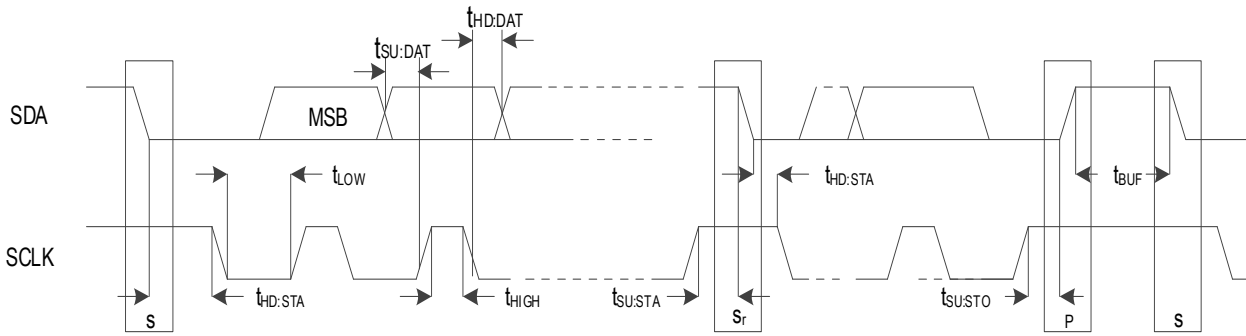 tHD:DAT
tSU:DAT
SDA
MSB
tLOW
tHD:STA
tBUF
SCLK
tHD:STA
tHIGH
tSU:STA
tSU:STO
S
Sr
P
S